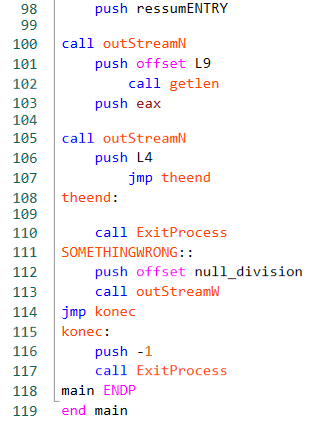 98 push ressumENTRY
99
100 call outStreamN
101 push offset L9
102 call getlen
103 push eax
104
105 call outStreamN
106 push L4
107 jmp theend
108 theend:
109
110 call ExitProcess
111 SOMETHINGWRONG::
112 push offset null_division
113 call outStreamW
114 jmp konec
115 konec:
116 push -1
117 call ExitProcess
118 main ENDP
119 end main